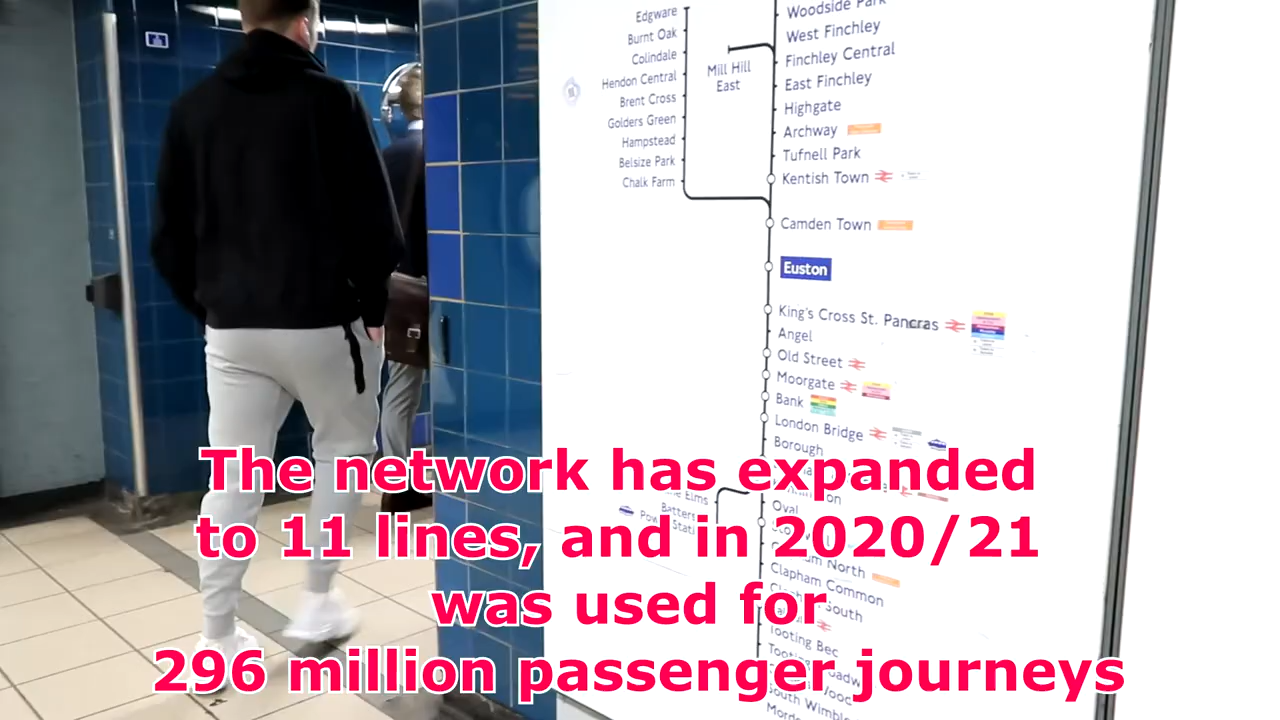 Edgware
Burnt Oak
Colindale
Hendon Central
Brent Cross
Golders Green
Hampstead
Belsize Park
Chalk Farm
Mill Hill
East
Woodside Park
West Finchley
Finchley Central
East Finchley
Highgate
Archway
Tufnell Park
Kentish Town
Camden Town
Euston
King's Cross St. Pancras
Angel
Old Street
Moorgate
Bank
London Bridge
Borough
Oval
Clapham Common
South
Tooting Bec
South Wimble
The network has expanded
to 11 lines, and in 2020/21
was used for
296 million passenger journeys